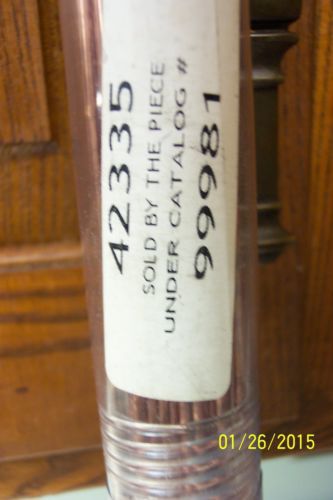 42335
SOLD BY THE PIECE
UNDER CATALOG #
99981
01/26/2015